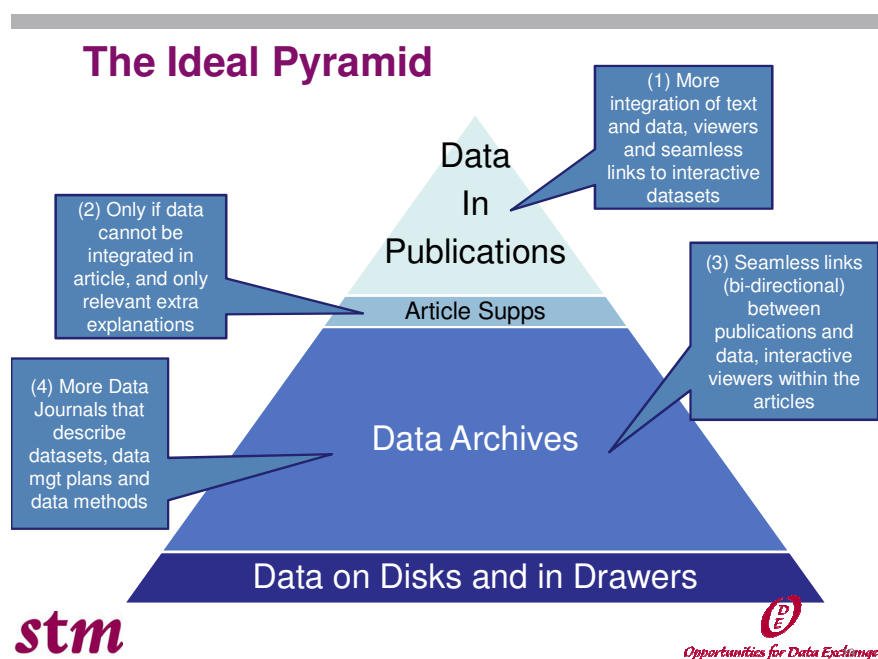 The Ideal Pyramid
(1) More
integration of text
and data, viewers
and seamless
links to interactive
datasets
Data
In
Publications
(2) Only if data
cannot be
integrated in
article, and only
relevant extra
explanations
Article Supps
(3) Seamless links
(bi-directional)
between
publications and
data, interactive
viewers within the
articles
(4) More Data
Journals that
describe
datasets, data
mgt plans and
data methods
Data Archives
Data on Disks and in Drawers
stm
ODE
Opportunities for Data Exchange